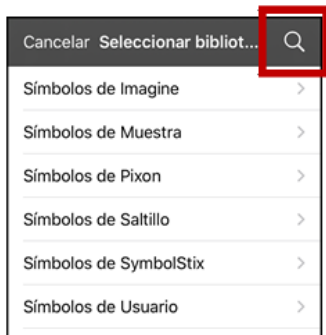 Cancelar Seleccionar bibliot...
Símbolos de Imagine
Símbolos de Muestra
Símbolos de Pixon
Símbolos de Saltillo
Símbolos de SymbolStix
Símbolos de Usuario